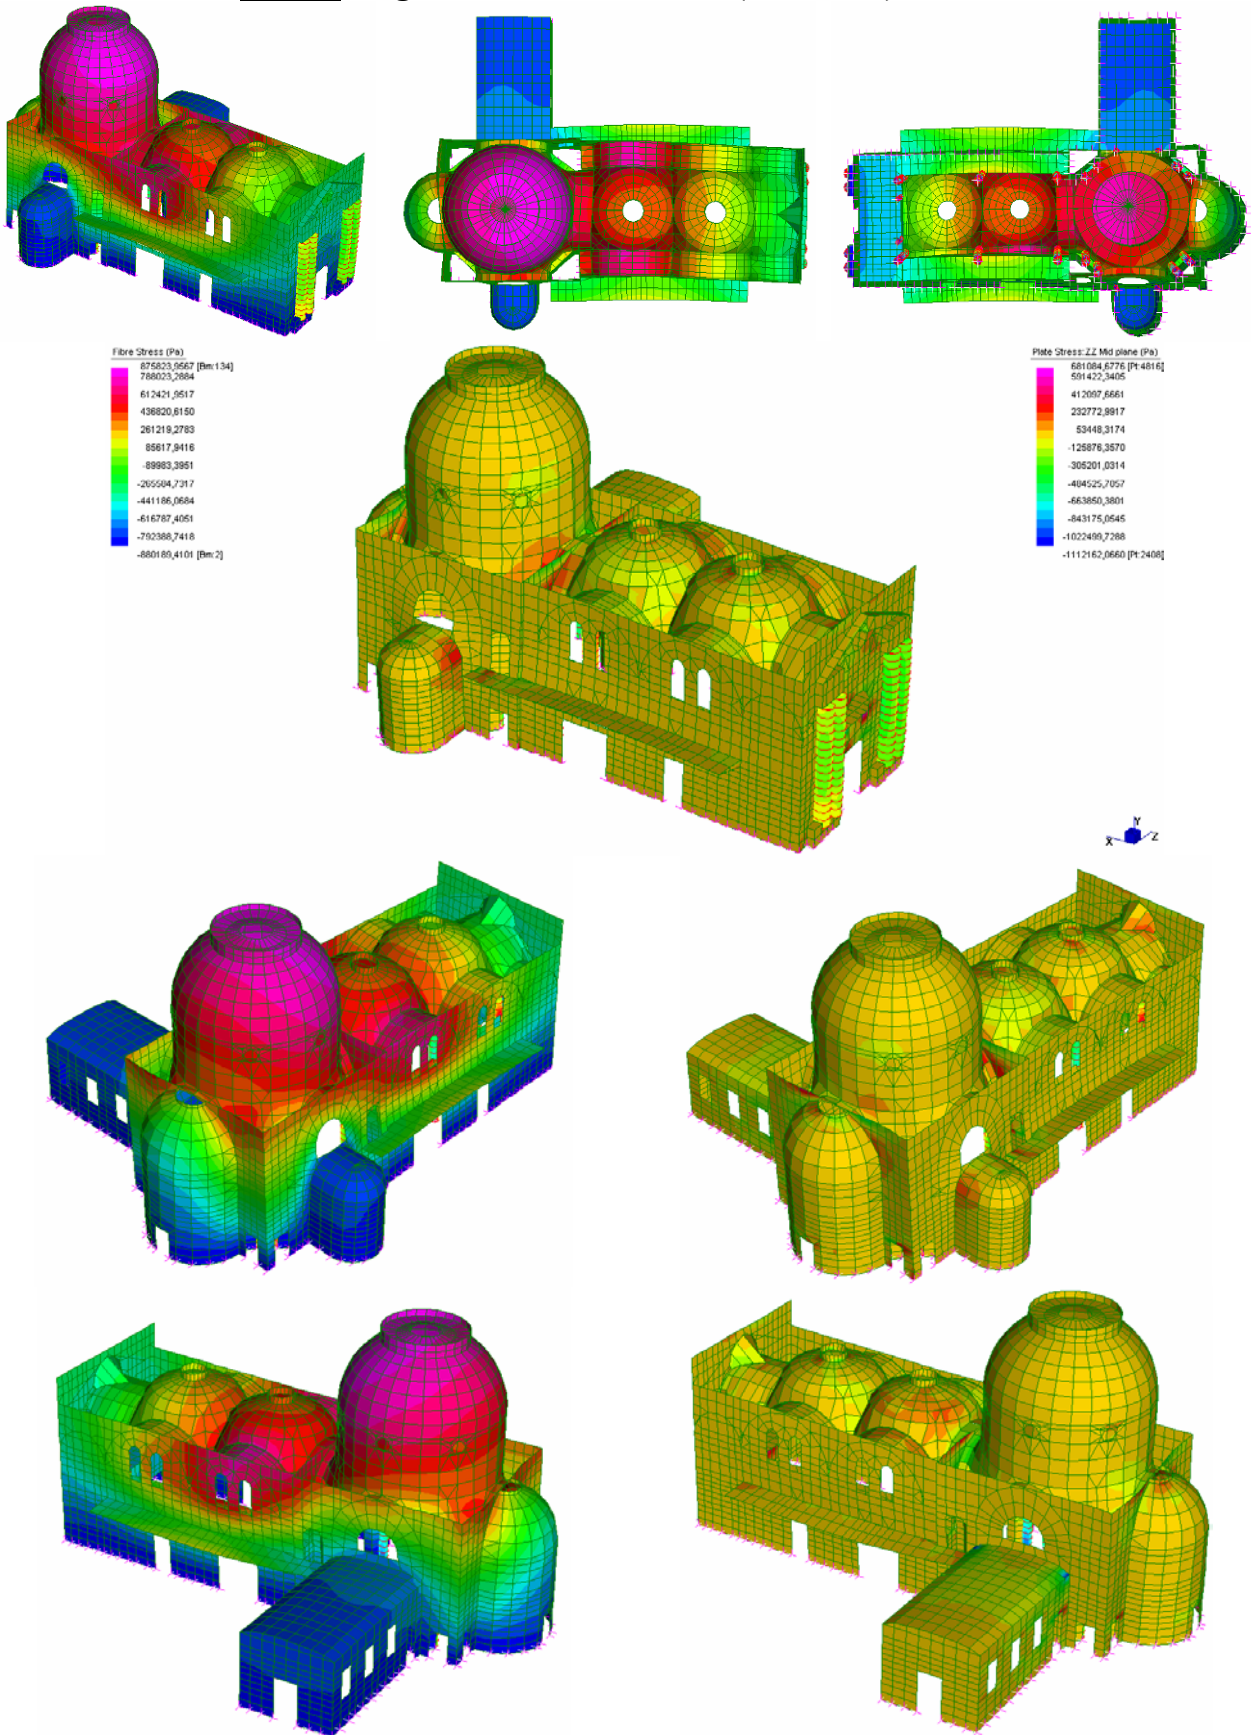 Fibre Stress (Pa)
875823,9567 [Bm:134]
788023,2884
612421,9517
436820,6150
261219,2783
85617,9416
-89983,3951
-265584,7317
-441186,0684
-616787,4051
-792388,7418
-880189,4101 [Bm:2]
Plate Stress:ZZ Mid plane (Pa)
681084,6776 [Pt:4816]
591422,3405
412097,6661
232772,9917
53448,3174
-125876,3570
-305201,0314
-484525,7057
-663850,3801
-843175,0545
-1022499,7288
-1112162,0660 [Pt:2408]
Y
X
Z